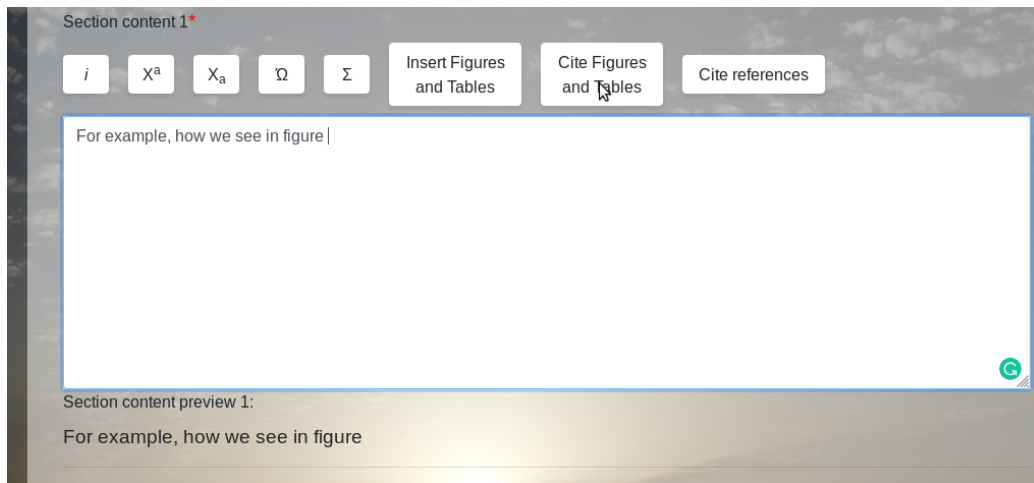 Section content 1*
i
Xa
Xa
Ώ
Σ
Insert Figures
and Tables
Cite Figures
and Tables
Cite references
For example, how we see in figure
Section content preview 1:
For example, how we see in figure